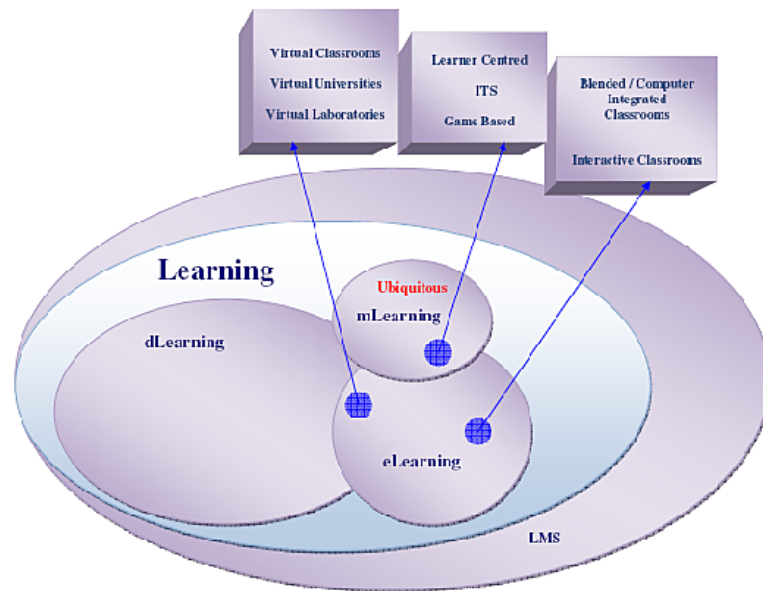 Virtual Classrooms
Virtual Universities
Virtual Laboratories
Learner Centred
ITS
Game Based
Blended / Computer
Integrated
Classrooms
Interactive Classrooms
Learning
Ubiquitous
mLearning
dLearning
eLearning
LMS